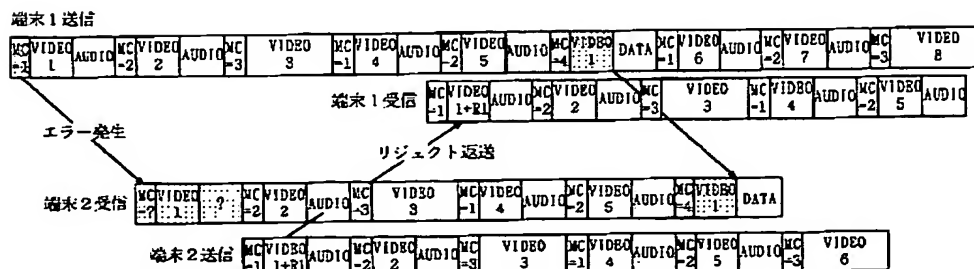 端末1送信
MC=1 VIDEO 1 AUDIO MC=2 VIDEO 2 AUDIO MC=3 VIDEO 3 MC=1 VIDEO 4 AUDIO MC=2 VIDEO 5 AUDIO MC=4 VIDEO 1 DATA MC=1 VIDEO 6 AUDIO MC=2 VIDEO 7 AUDIO MC=3 VIDEO 8
端末1受信
MC=1 VIDEO 1+R1 AUDIO MC=2 VIDEO 2 AUDIO MC=3 VIDEO 3 MC=1 VIDEO 4 AUDIO MC=2 VIDEO 5 AUDIO
エラー発生
リジェクト返送
端末2受信
MC=? VIDEO 1 ? MC=2 VIDEO 2 AUDIO MC=3 VIDEO 3 MC=1 VIDEO 4 AUDIO MC=2 VIDEO 5 AUDIO MC=4 VIDEO 1 DATA
端末2送信
MC=1 VIDEO 1+R1 AUDIO MC=2 VIDEO 2 AUDIO MC=3 VIDEO 3 MC=1 VIDEO 4 AUDIO MC=2 VIDEO 5 AUDIO MC=3 VIDEO 6